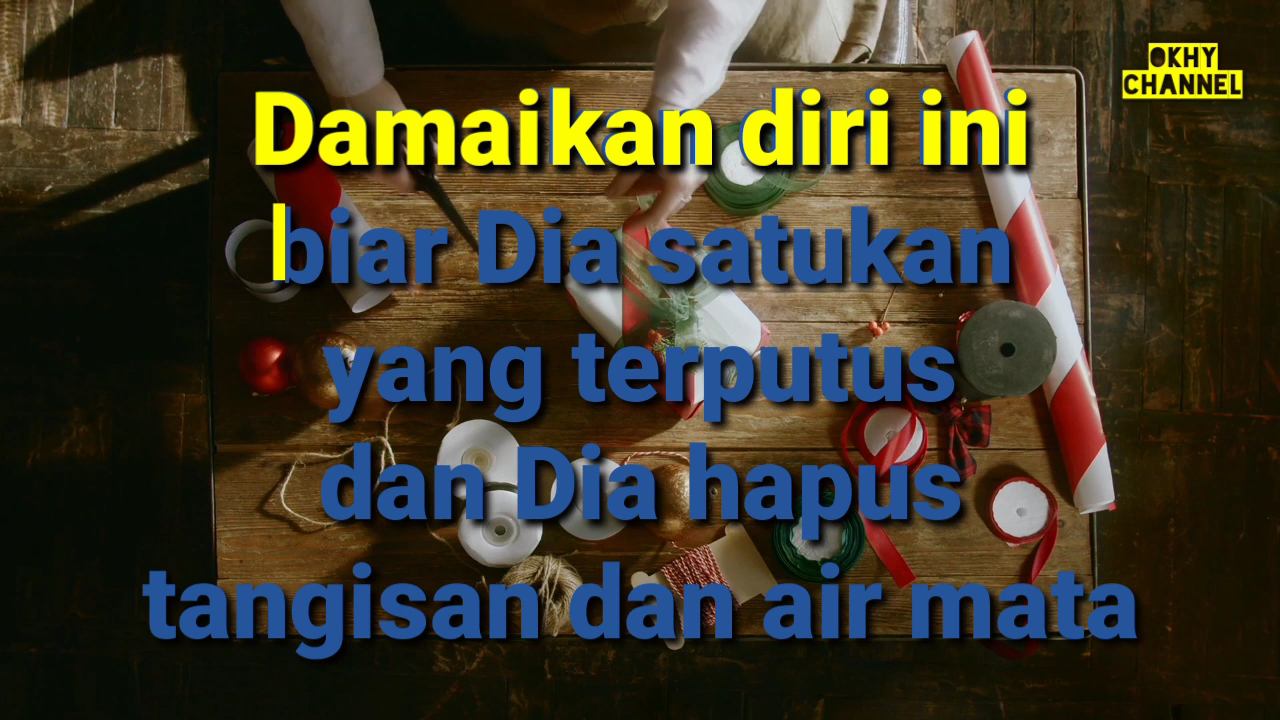 OKHY
CHANNEL
Damaikan diri ini
biar Dia satukan
yang terputus
dan Dia hapus
tangisan dan air mata